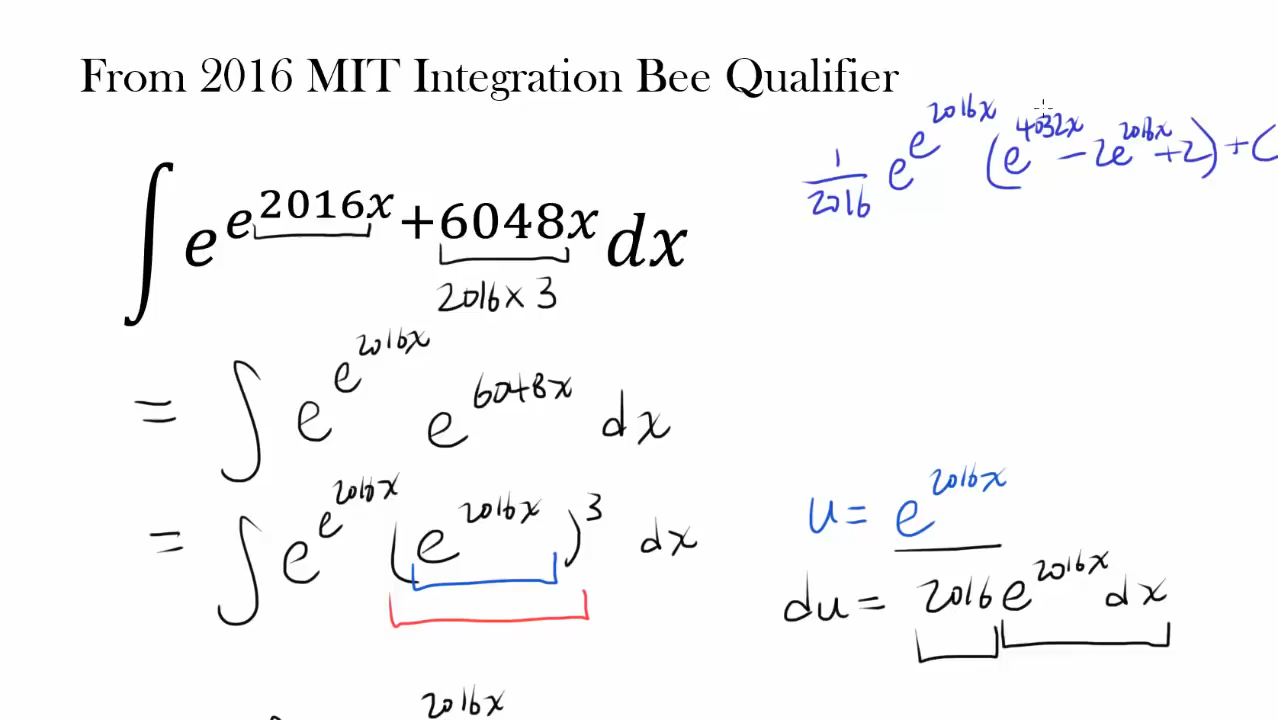 From 2016 MIT Integration Bee Qualifier
1/2016 e^{e^{2016x}} (e^{4032x} - 2e^{2016x} + 2) + C
∫ e^{e^{2016x}+6048x} dx
2016 x 3
= ∫ e^{e^{2016x}} e^{6048x} dx
= ∫ e^{e^{2016x}} (e^{2016x})^3 dx
u = e^{2016x}
du = 2016 e^{2016x} dx
2016x